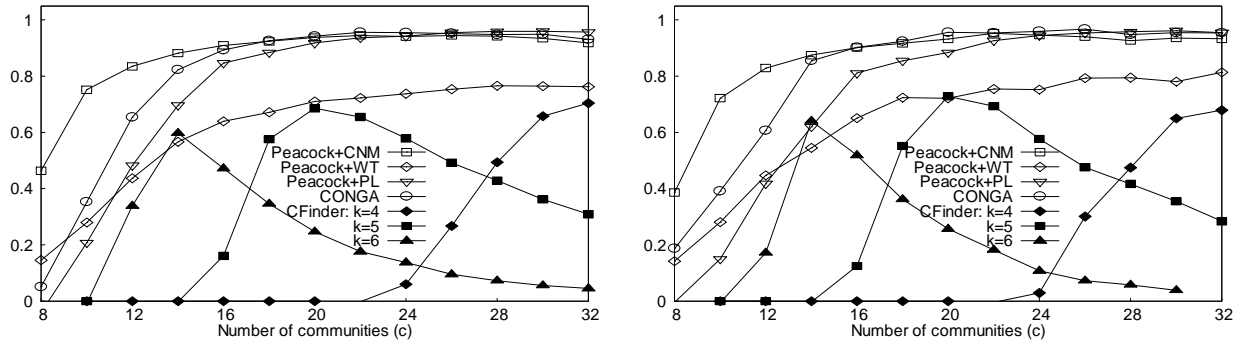 1
0.8
0.6
0.4
0.2
0
8 12 16 20 24 28 32
Number of communities (c)
Peacock+CNM
Peacock+WT
Peacock+PL
CONGA
CFinder: k=4
k=5
k=6
1
0.8
0.6
0.4
0.2
0
8 12 16 20 24 28 32
Number of communities (c)
Peacock+CNM
Peacock+WT
Peacock+PL
CONGA
CFinder: k=4
k=5
k=6